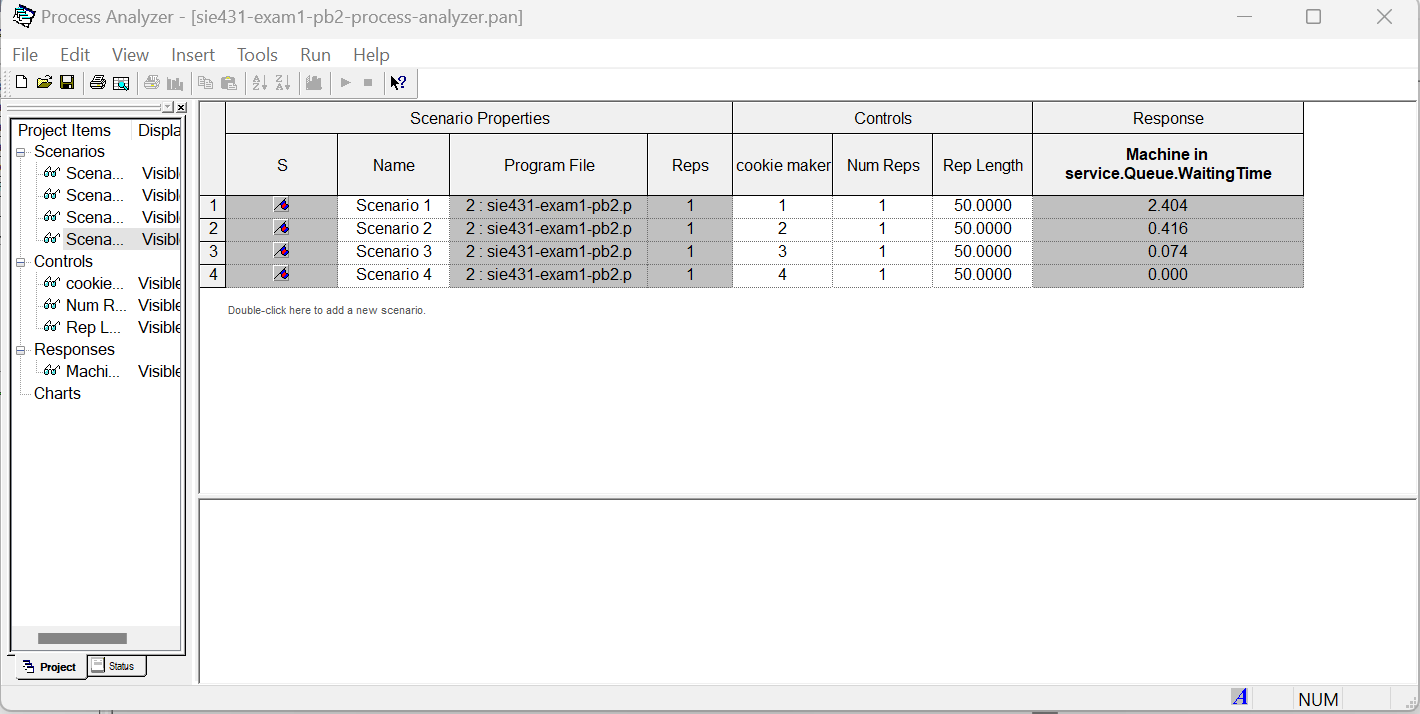 Process Analyzer - [sie431-exam1-pb2-process-analyzer.pan]
File Edit View Insert Tools Run Help
Project Items Displa
Scenarios
Scena... Visibl
Scena... Visibl
Scena... Visibl
Scena... Visibl
Controls
cookie... Visible
Num R... Visible
Rep L... Visible
Responses
Machi... Visible
Charts
Project Status
Scenario Properties Controls Response
S Name Program File Reps cookie maker Num Reps Rep Length Machine in
service.Queue.WaitingTime
1 Scenario 1 2 : sie431-exam1-pb2.p 1 1 1 50.0000 2.404
2 Scenario 2 2 : sie431-exam1-pb2.p 1 2 1 50.0000 0.416
3 Scenario 3 2 : sie431-exam1-pb2.p 1 3 1 50.0000 0.074
4 Scenario 4 2 : sie431-exam1-pb2.p 1 4 1 50.0000 0.000
Double-click here to add a new scenario.
A NUM